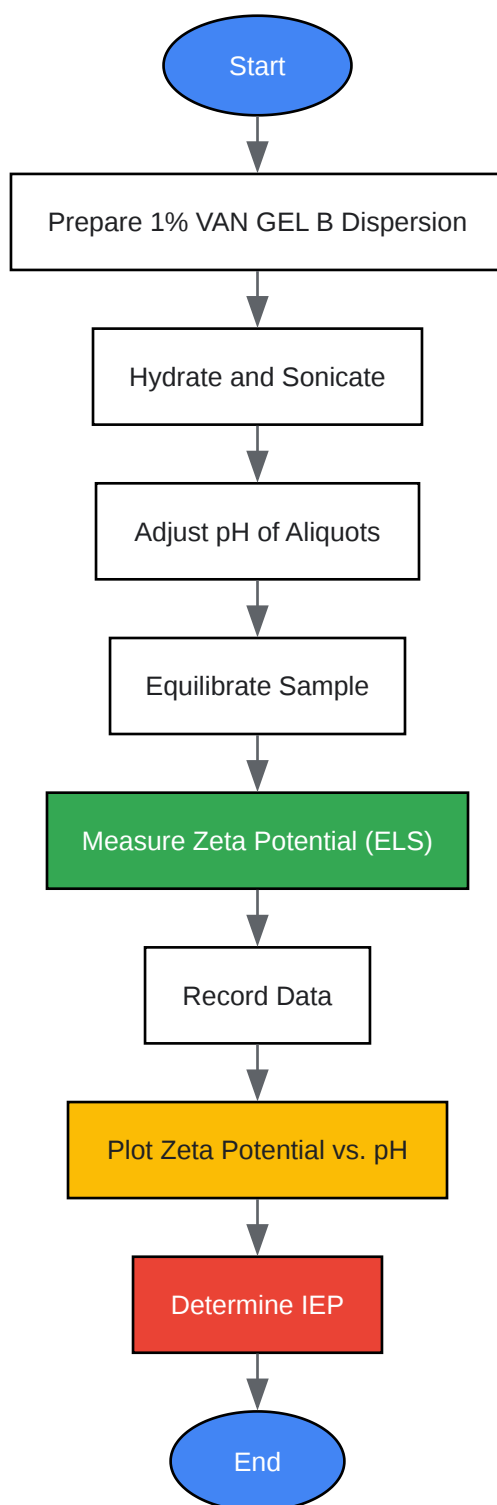 Start
Prepare 1% VAN GEL B Dispersion
Hydrate and Sonicate
Adjust pH of Aliquots
Equilibrate Sample
Measure Zeta Potential (ELS)
Record Data
Plot Zeta Potential vs. pH
Determine IEP
End